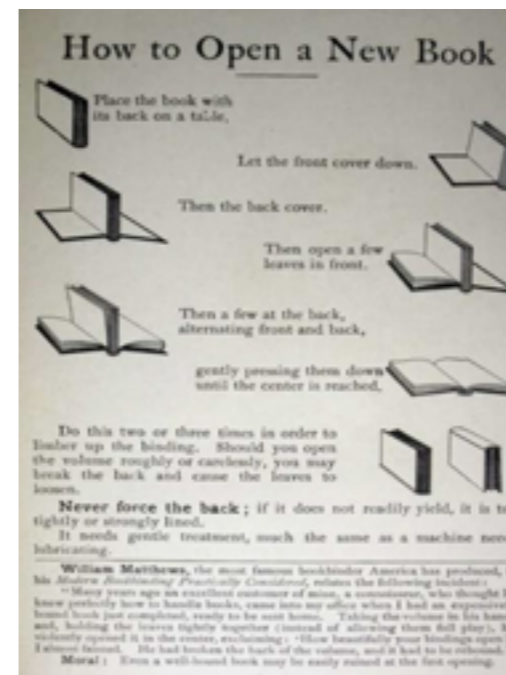 How to Open a New Book
Place the book with
its back on a table,
Let the front cover down.
Then the back cover.
Then open a few
leaves in front.
Then a few at the back,
alternating front and back,
gently pressing them down
until the center is reached,
Do this two or three times in order to
limber up the binding. Should you open
the volume roughly or carelessly, you may
break the back and cause the leaves to
loosen.
Never force the back; if it does not readily yield, it is to
tightly or strongly lined.
It needs gentle treatment, much the same as a machine nee
lubricating.
William Matthews, the most famous bookbinder America has produced,
his Modern Bookbinding Practically Considered, relates the following incident:
"Many years ago an excellent customer of mine, a connoisseur, who thought
knew perfectly how to handle books, came into my office when I had an expensive
bound book just completed, ready to be sent home. Taking the volume in his hand
and, holding the leaves tightly together (instead of allowing them full play),
violently opened it in the center, exclaiming: 'How beautifully your bindings open
I almost fainted. He had broken the back of the volume, and it had to be rebound.
Moral: Even a well-bound book may be easily ruined at the first opening.